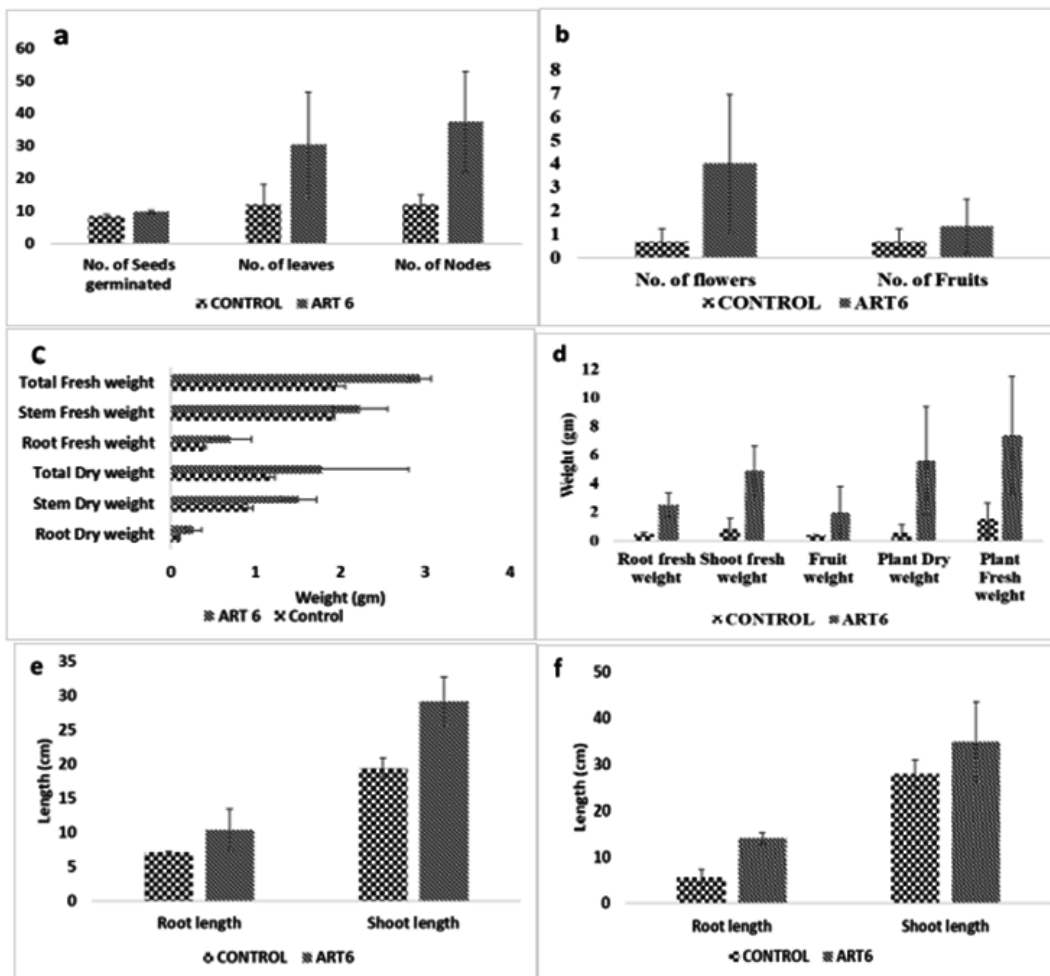 a
60
50
40
30
20
10
0
No. of Seeds germinated
No. of leaves
No. of Nodes
CONTROL ART 6
b
8
7
6
5
4
3
2
1
0
No. of flowers
No. of Fruits
CONTROL ART6
C
Total Fresh weight
Stem Fresh weight
Root Fresh weight
Total Dry weight
Stem Dry weight
Root Dry weight
0 1 2 3 4
Weight (gm)
ART 6 Control
d
12
10
8
6
4
2
0
Weight (gm)
Root fresh weight
Shoot fresh weight
Fruit weight
Plant Dry weight
Plant Fresh weight
CONTROL ART6
e
35
30
25
20
15
10
5
0
Length (cm)
Root length
Shoot length
CONTROL ART6
f
50
40
30
20
10
0
Length (cm)
Root length
Shoot length
CONTROL ART6